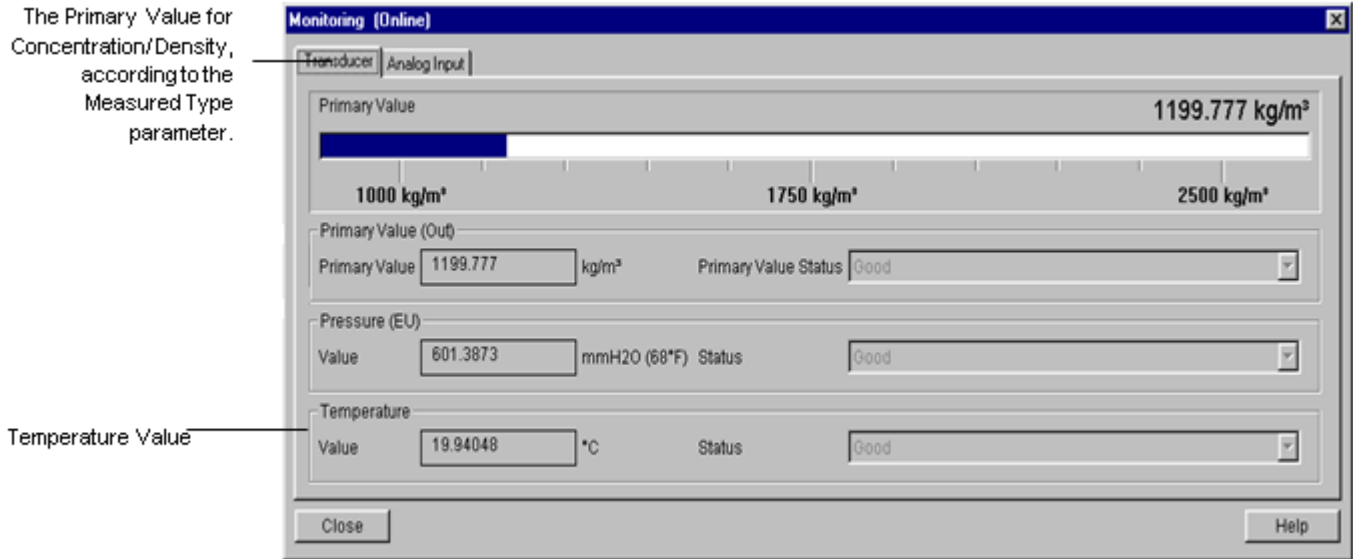 The Primary Value for
Concentration/Density,
according to the
Measured Type
parameter.
Monitoring (Online)
Transducer Analog Input
Primary Value 1199.777 kg/m³
1000 kg/m³ 1750 kg/m³ 2500 kg/m³
Primary Value (Out)
Primary Value 1199.777 kg/m³ Primary Value Status Good
Pressure (EU)
Value 601.3873 mmH2O (68°F) Status Good
Temperature
Temperature Value
Value 19.94048 °C Status Good
Close Help